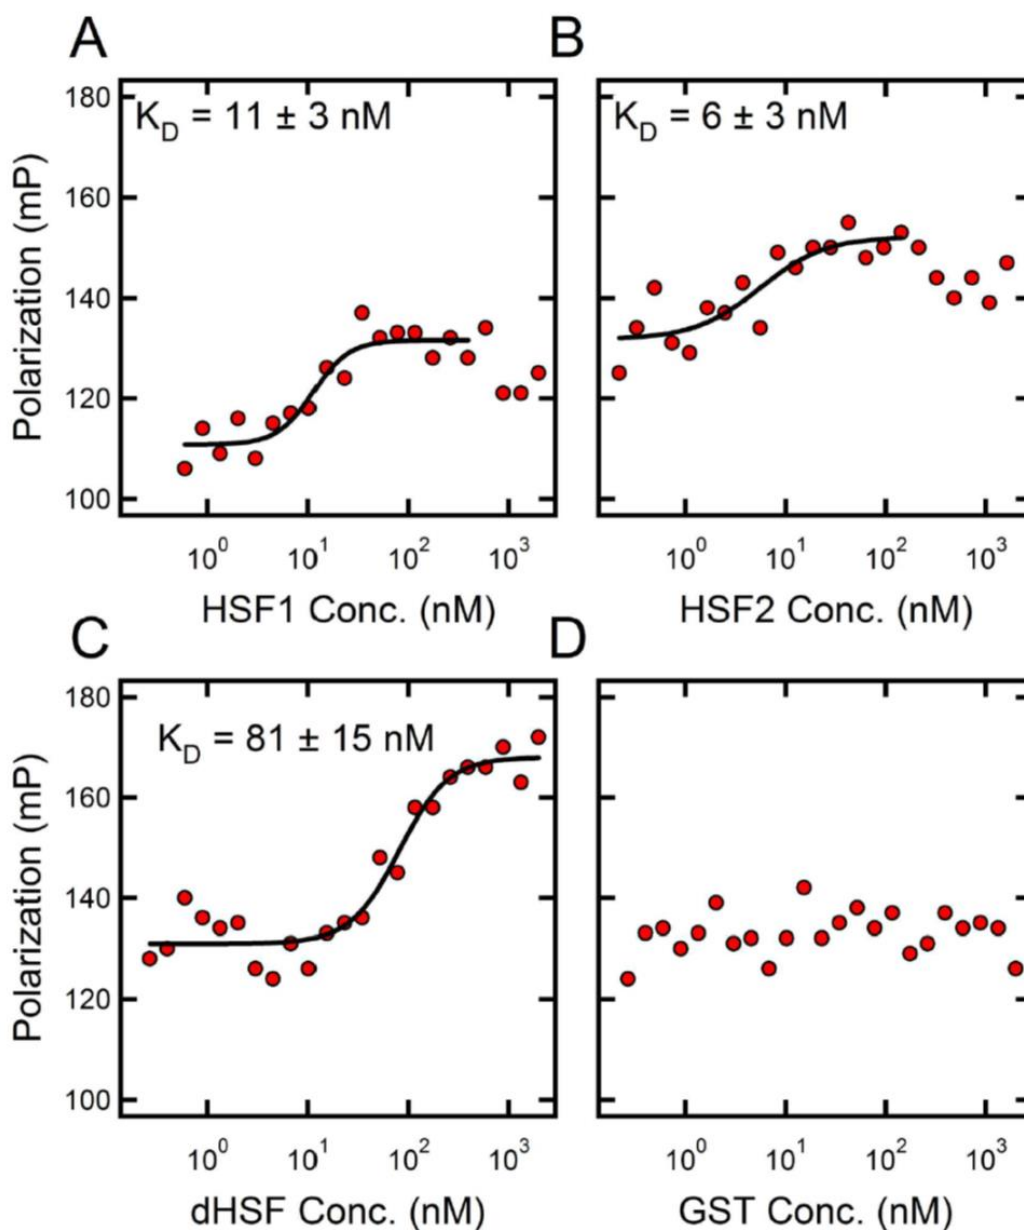 A
B
K_D = 11 ± 3 nM
K_D = 6 ± 3 nM
Polarization (mP)
180
160
140
120
100
10^0 10^1 10^2 10^3
10^0 10^1 10^2 10^3
HSF1 Conc. (nM)
HSF2 Conc. (nM)
C
D
K_D = 81 ± 15 nM
Polarization (mP)
180
160
140
120
100
10^0 10^1 10^2 10^3
10^0 10^1 10^2 10^3
dHSF Conc. (nM)
GST Conc. (nM)